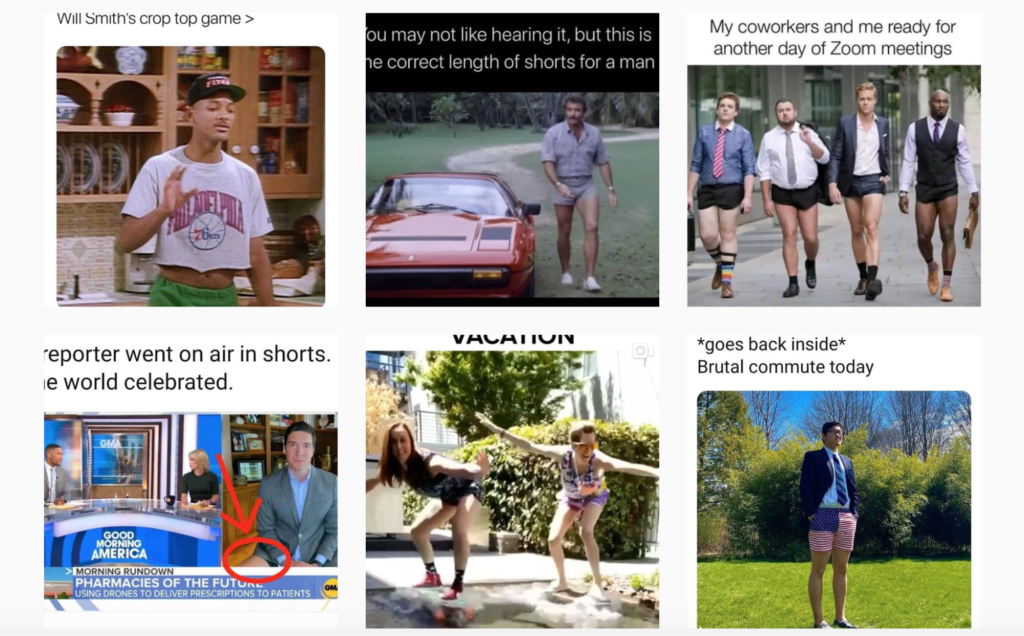 Will Smith's crop top game >
PHILADELPHIA
76ers
ou may not like hearing it, but this is
he correct length of shorts for a man
My coworkers and me ready for
another day of Zoom meetings
reporter went on air in shorts.
e world celebrated.
GMA
GOOD
MORNING
AMERICA
> MORNING RUNDOWN
PHARMACIES OF THE FUTURE
USING DRONES TO DELIVER PRESCRIPTIONS TO PATIENTS
GMA
VACATION
*goes back inside*
Brutal commute today